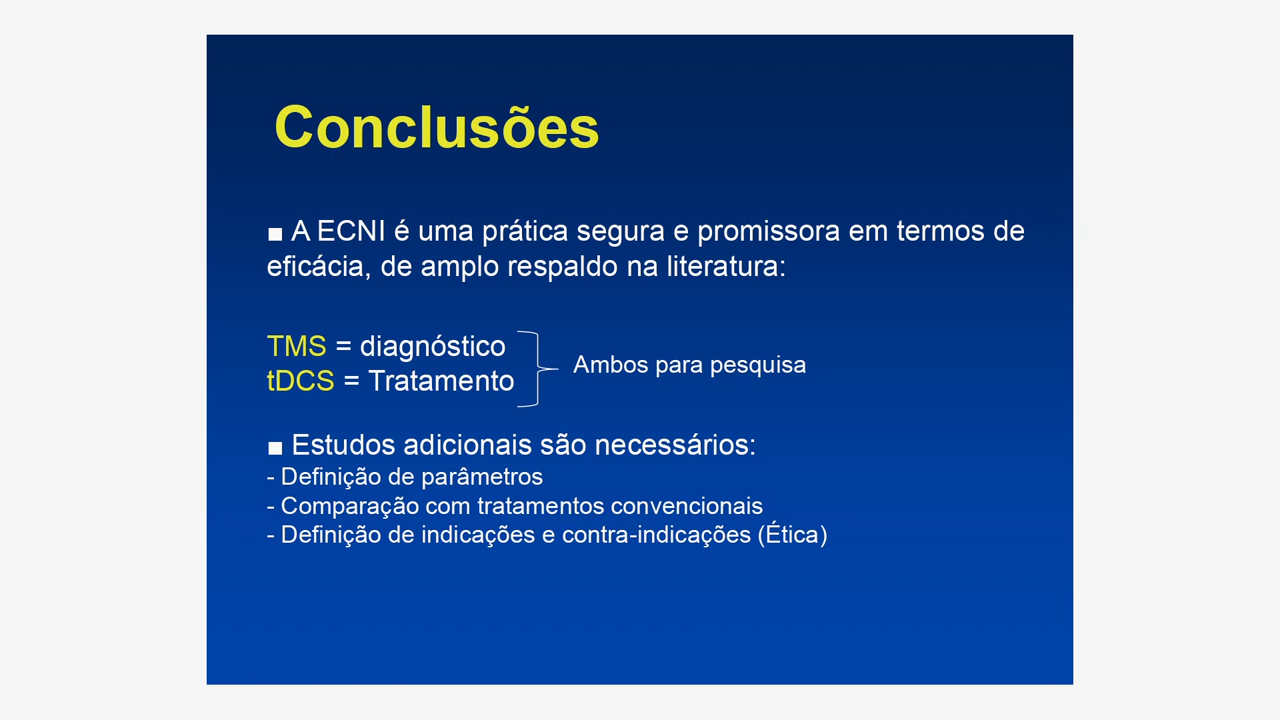 Conclusões
■ A ECNI é uma prática segura e promissora em termos de
eficácia, de amplo respaldo na literatura:
TMS = diagnóstico
tDCS = Tratamento
Ambos para pesquisa
■ Estudos adicionais são necessários:
- Definição de parâmetros
- Comparação com tratamentos convencionais
- Definição de indicações e contra-indicações (Ética)